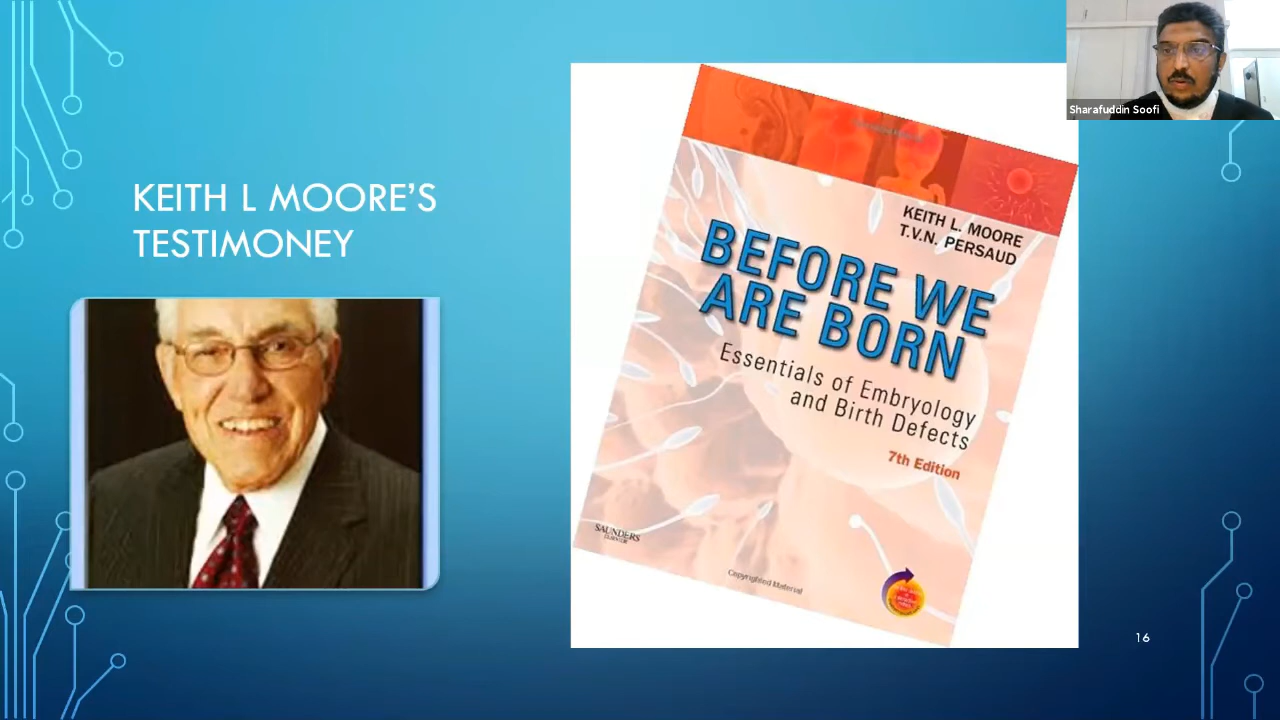 Sharafuddin Soofi
KEITH L MOORE’S
TESTIMONEY
KEITH L. MOORE
T.V.N. PERSAUD
BEFORE WE
ARE BORN
Essentials of Embryology
and Birth Defects
7th Edition
SAUNDERS
ELSEVIER
Copyrighted Material
16